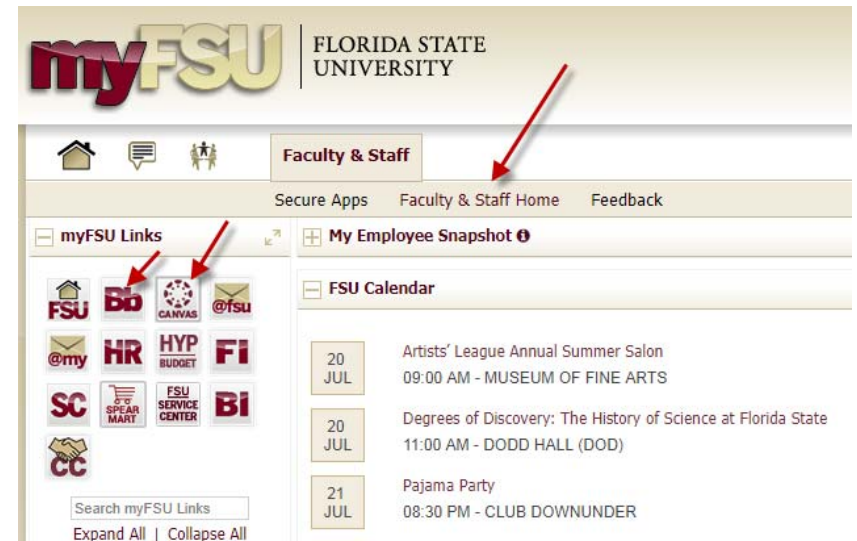 myFSU
FLORIDA STATE
UNIVERSITY
Faculty & Staff
Secure Apps Faculty & Staff Home Feedback
myFSU Links
FSU Bb CANVAS @fsu
@my HR HYP BUDGET FI
SC SPEAR MART FSU SERVICE CENTER BI
CC
Search myFSU Links
Expand All | Collapse All
My Employee Snapshot
FSU Calendar
20
JUL
Artists' League Annual Summer Salon
09:00 AM - MUSEUM OF FINE ARTS
20
JUL
Degrees of Discovery: The History of Science at Florida State
11:00 AM - DODD HALL (DOD)
21
JUL
Pajama Party
08:30 PM - CLUB DOWNUNDER